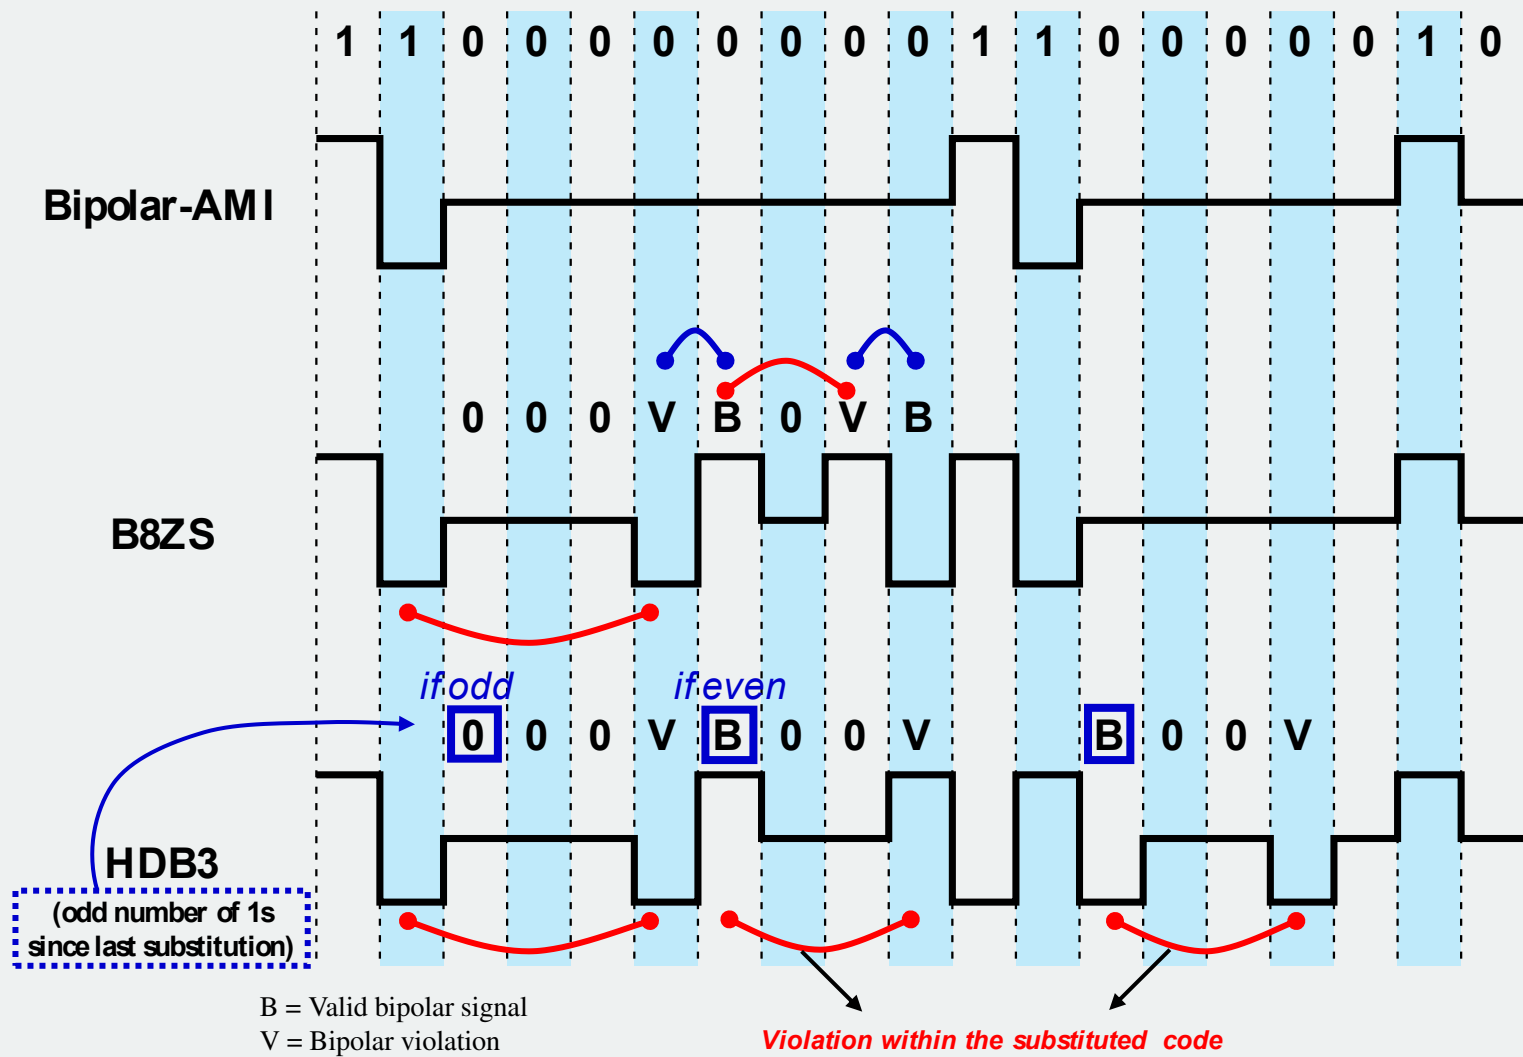 1 1 0 0 0 0 0 0 0 0 1 1 0 0 0 0 0 1 0
Bipolar-AMI
0 0 0 V B 0 V B
B8ZS
if odd if even
0 0 0 V B 0 0 V B 0 0 V
HDB3
(odd number of 1s
since last substitution)
B = Valid bipolar signal
V = Bipolar violation
Violation within the substituted code